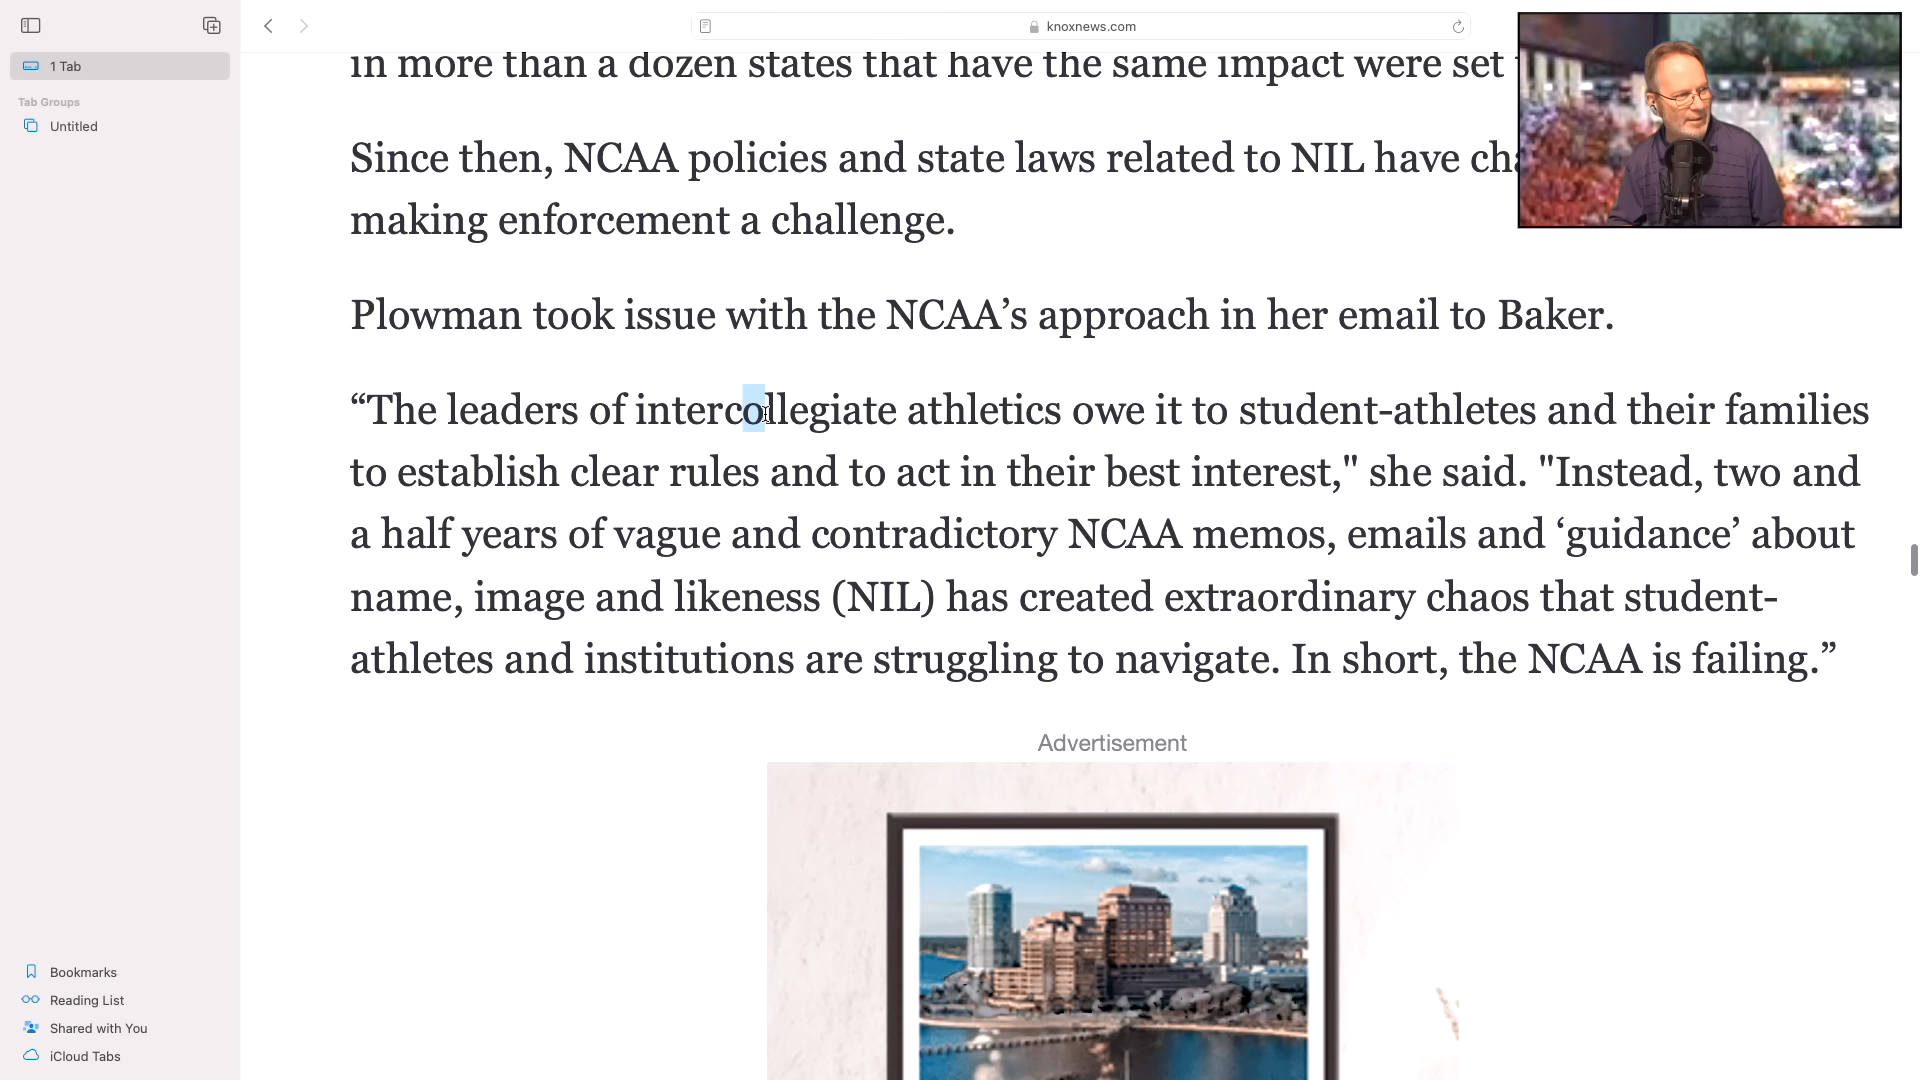 knoxnews.com
1 Tab
Tab Groups
Untitled
in more than a dozen states that have the same impact were set
Since then, NCAA policies and state laws related to NIL have
making enforcement a challenge.
Plowman took issue with the NCAA’s approach in her email to Baker.
“The leaders of intercollegiate athletics owe it to student-athletes and their families
to establish clear rules and to act in their best interest," she said. "Instead, two and
a half years of vague and contradictory NCAA memos, emails and ‘guidance’ about
name, image and likeness (NIL) has created extraordinary chaos that student-
athletes and institutions are struggling to navigate. In short, the NCAA is failing.”
Advertisement
Bookmarks
Reading List
Shared with You
iCloud Tabs